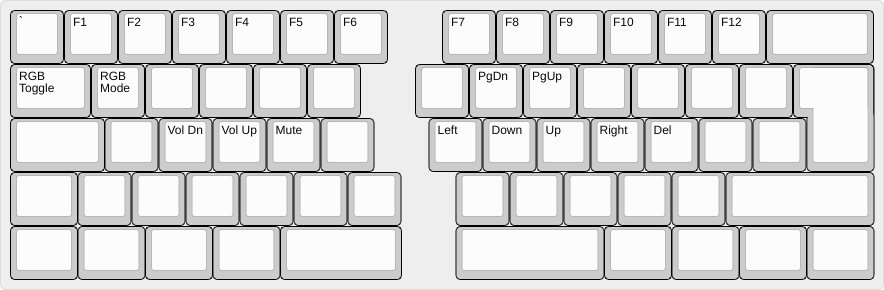 ` F1 F2 F3 F4 F5 F6 F7 F8 F9 F10 F11 F12
RGB
Toggle
RGB
Mode
PgDn PgUp
Vol Dn Vol Up Mute Left Down Up Right Del